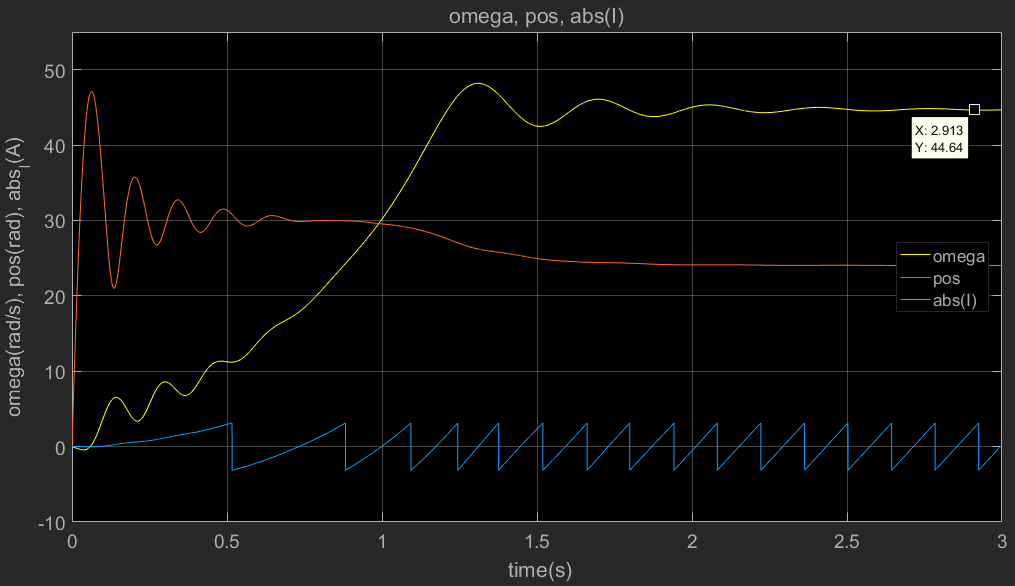 omega, pos, abs(I)
omega(rad/s), pos(rad), abs_I(A)
50
40
30
20
10
0
-10
X: 2.913
Y: 44.64
omega
pos
abs(I)
0 0.5 1 1.5 2 2.5 3
time(s)